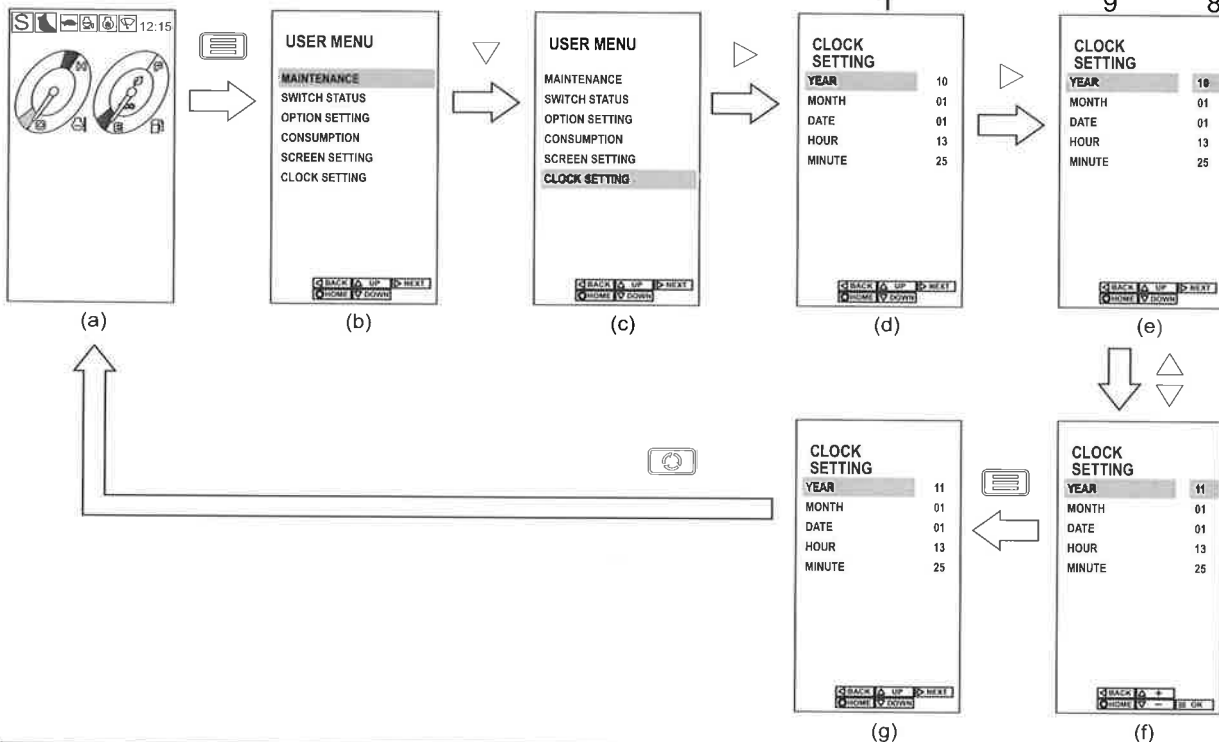 1
9 8
S 12:15
H
F
C
E
(a)
USER MENU
MAINTENANCE
SWITCH STATUS
OPTION SETTING
CONSUMPTION
SCREEN SETTING
CLOCK SETTING
BACK UP NEXT
HOME DOWN
(b)
USER MENU
MAINTENANCE
SWITCH STATUS
OPTION SETTING
CONSUMPTION
SCREEN SETTING
CLOCK SETTING
BACK UP NEXT
HOME DOWN
(c)
CLOCK
SETTING
YEAR 10
MONTH 01
DATE 01
HOUR 13
MINUTE 25
BACK UP NEXT
HOME DOWN
(d)
CLOCK
SETTING
YEAR 10
MONTH 01
DATE 01
HOUR 13
MINUTE 25
BACK UP NEXT
HOME DOWN
(e)
CLOCK
SETTING
YEAR 11
MONTH 01
DATE 01
HOUR 13
MINUTE 25
BACK +
HOME − OK
(f)
CLOCK
SETTING
YEAR 11
MONTH 01
DATE 01
HOUR 13
MINUTE 25
BACK UP NEXT
HOME DOWN
(g)